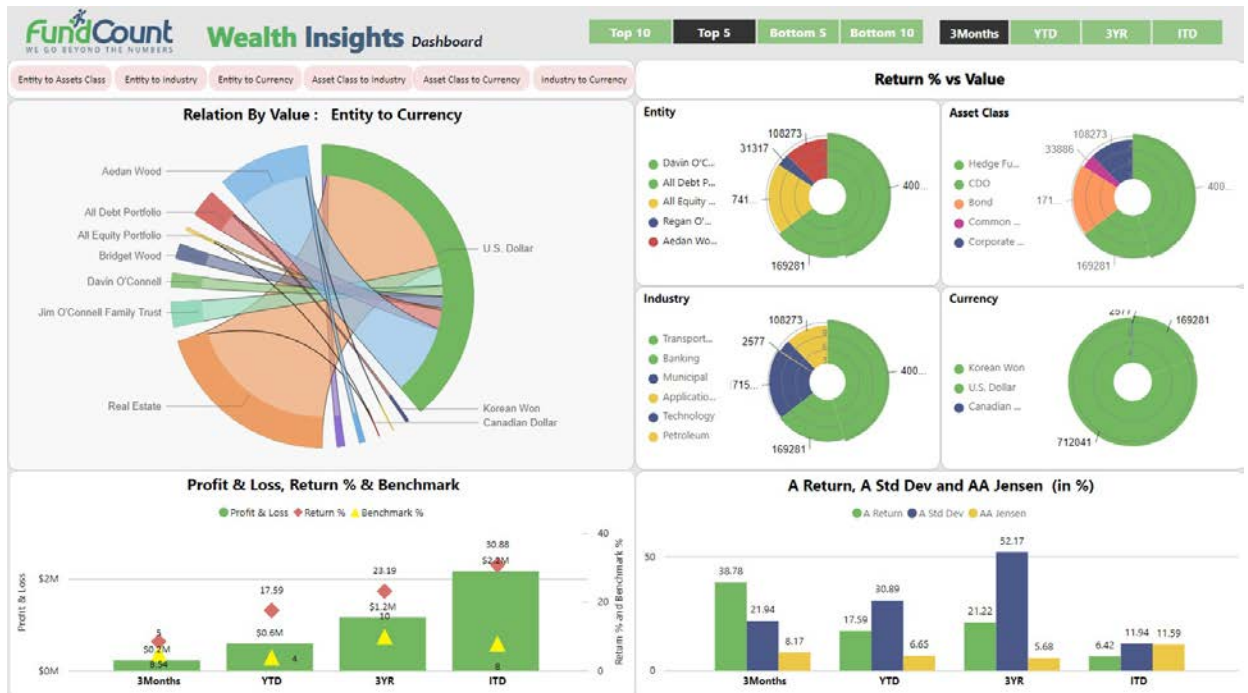 FundCount
WE GO BEYOND THE NUMBERS
Wealth Insights Dashboard
Top 10 Top 5 Bottom 5 Bottom 10
3Months YTD 3YR ITD
Entity to Assets Class Entity to Industry Entity to Currency Asset Class to Industry Asset Class to Currency Industry to Currency
Relation By Value : Entity to Currency
Aedan Wood
All Debt Portfolio
All Equity Portfolio
Bridget Wood
Davin O'Connell
Jim O'Connell Family Trust
Real Estate
U.S. Dollar
Korean Won
Canadian Dollar
Return % vs Value
Entity
Davin O'C...
All Debt P...
All Equity ...
Regan O'...
Aedan Wo...
108273
31317
741...
400...
169281
Asset Class
Hedge Fu...
CDO
Bond
Common ...
Corporate ...
108273
33886
171...
400...
169281
Industry
Transport...
Banking
Municipal
Applicatio...
Technology
Petroleum
108273
2577
715...
400...
169281
Currency
Korean Won
U.S. Dollar
Canadian ...
2577
169281
712041
Profit & Loss, Return % & Benchmark
Profit & Loss Return % Benchmark %
Profit & Loss
$2M
$0M
5
$0.2M
8.54
17.59
$0.6M
4
23.19
$1.2M
10
30.88
$2.2M
8
40
20
0
Return % and Benchmark %
3Months YTD 3YR ITD
A Return, A Std Dev and AA Jensen (in %)
A Return A Std Dev AA Jensen
50
0
38.78
21.94
8.17
17.59
30.89
6.65
21.22
52.17
5.68
6.42
11.94
11.59
3Months YTD 3YR ITD